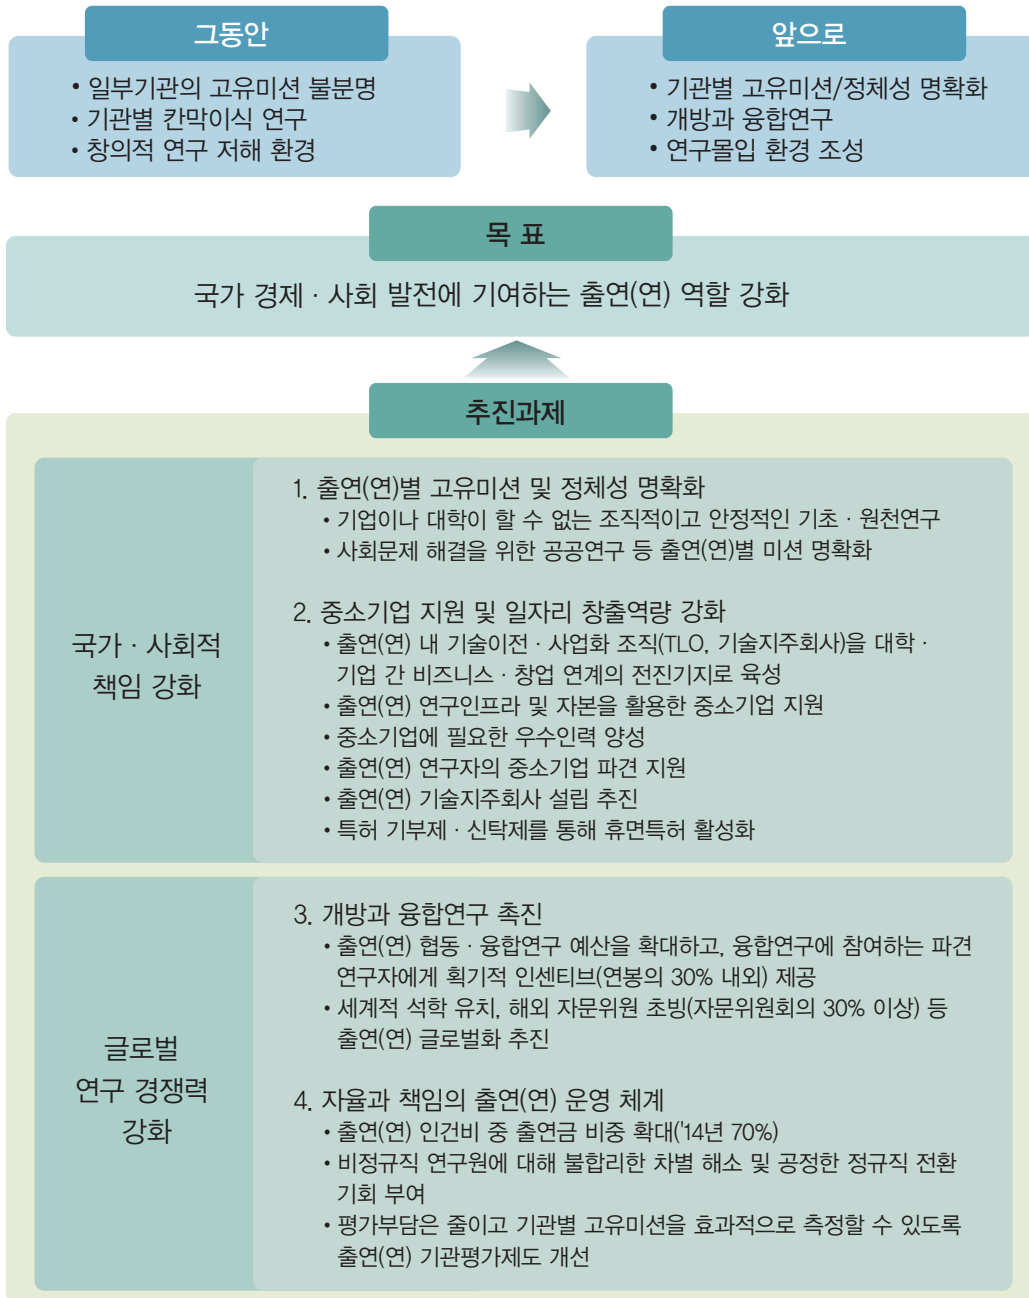 그동안
• 일부기관의 고유미션 불분명
• 기관별 칸막이식 연구
• 창의적 연구 저해 환경
앞으로
• 기관별 고유미션/정체성 명확화
• 개방과 융합연구
• 연구몰입 환경 조성
목 표
국가 경제 · 사회 발전에 기여하는 출연(연) 역할 강화
추진과제
국가 · 사회적
책임 강화
1. 출연(연)별 고유미션 및 정체성 명확화
• 기업이나 대학이 할 수 없는 조직적이고 안정적인 기초 · 원천연구
• 사회문제 해결을 위한 공공연구 등 출연(연)별 미션 명확화
2. 중소기업 지원 및 일자리 창출역량 강화
• 출연(연) 내 기술이전 · 사업화 조직(TLO, 기술지주회사)을 대학 ·
기업 간 비즈니스 · 창업 연계의 전진기지로 육성
• 출연(연) 연구인프라 및 자본을 활용한 중소기업 지원
• 중소기업에 필요한 우수인력 양성
• 출연(연) 연구자의 중소기업 파견 지원
• 출연(연) 기술지주회사 설립 추진
• 특허 기부제 · 신탁제를 통해 휴면특허 활성화
글로벌
연구 경쟁력
강화
3. 개방과 융합연구 촉진
• 출연(연) 협동 · 융합연구 예산을 확대하고, 융합연구에 참여하는 파견
연구자에게 획기적 인센티브(연봉의 30% 내외) 제공
• 세계적 석학 유치, 해외 자문위원 초빙(자문위원회의 30% 이상) 등
출연(연) 글로벌화 추진
4. 자율과 책임의 출연(연) 운영 체계
• 출연(연) 인건비 중 출연금 비중 확대('14년 70%)
• 비정규직 연구원에 대해 불합리한 차별 해소 및 공정한 정규직 전환
기회 부여
• 평가부담은 줄이고 기관별 고유미션을 효과적으로 측정할 수 있도록
출연(연) 기관평가제도 개선